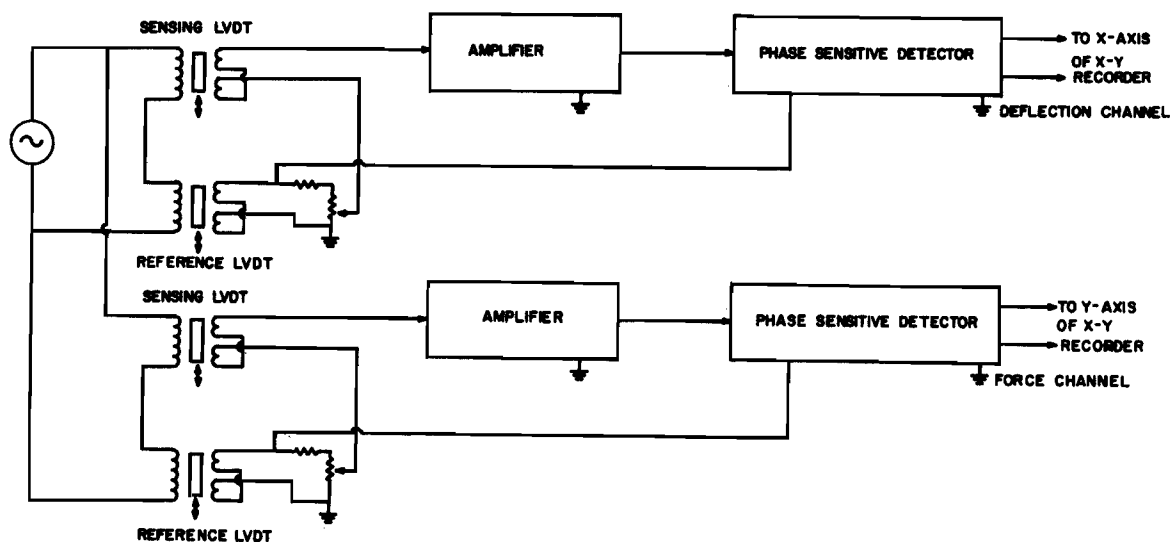 SENSING LVDT
AMPLIFIER
PHASE SENSITIVE DETECTOR
TO X-AXIS
OF X-Y
RECORDER
DEFLECTION CHANNEL
REFERENCE LVDT
SENSING LVDT
AMPLIFIER
PHASE SENSITIVE DETECTOR
TO Y-AXIS
OF X-Y
RECORDER
FORCE CHANNEL
REFERENCE LVDT